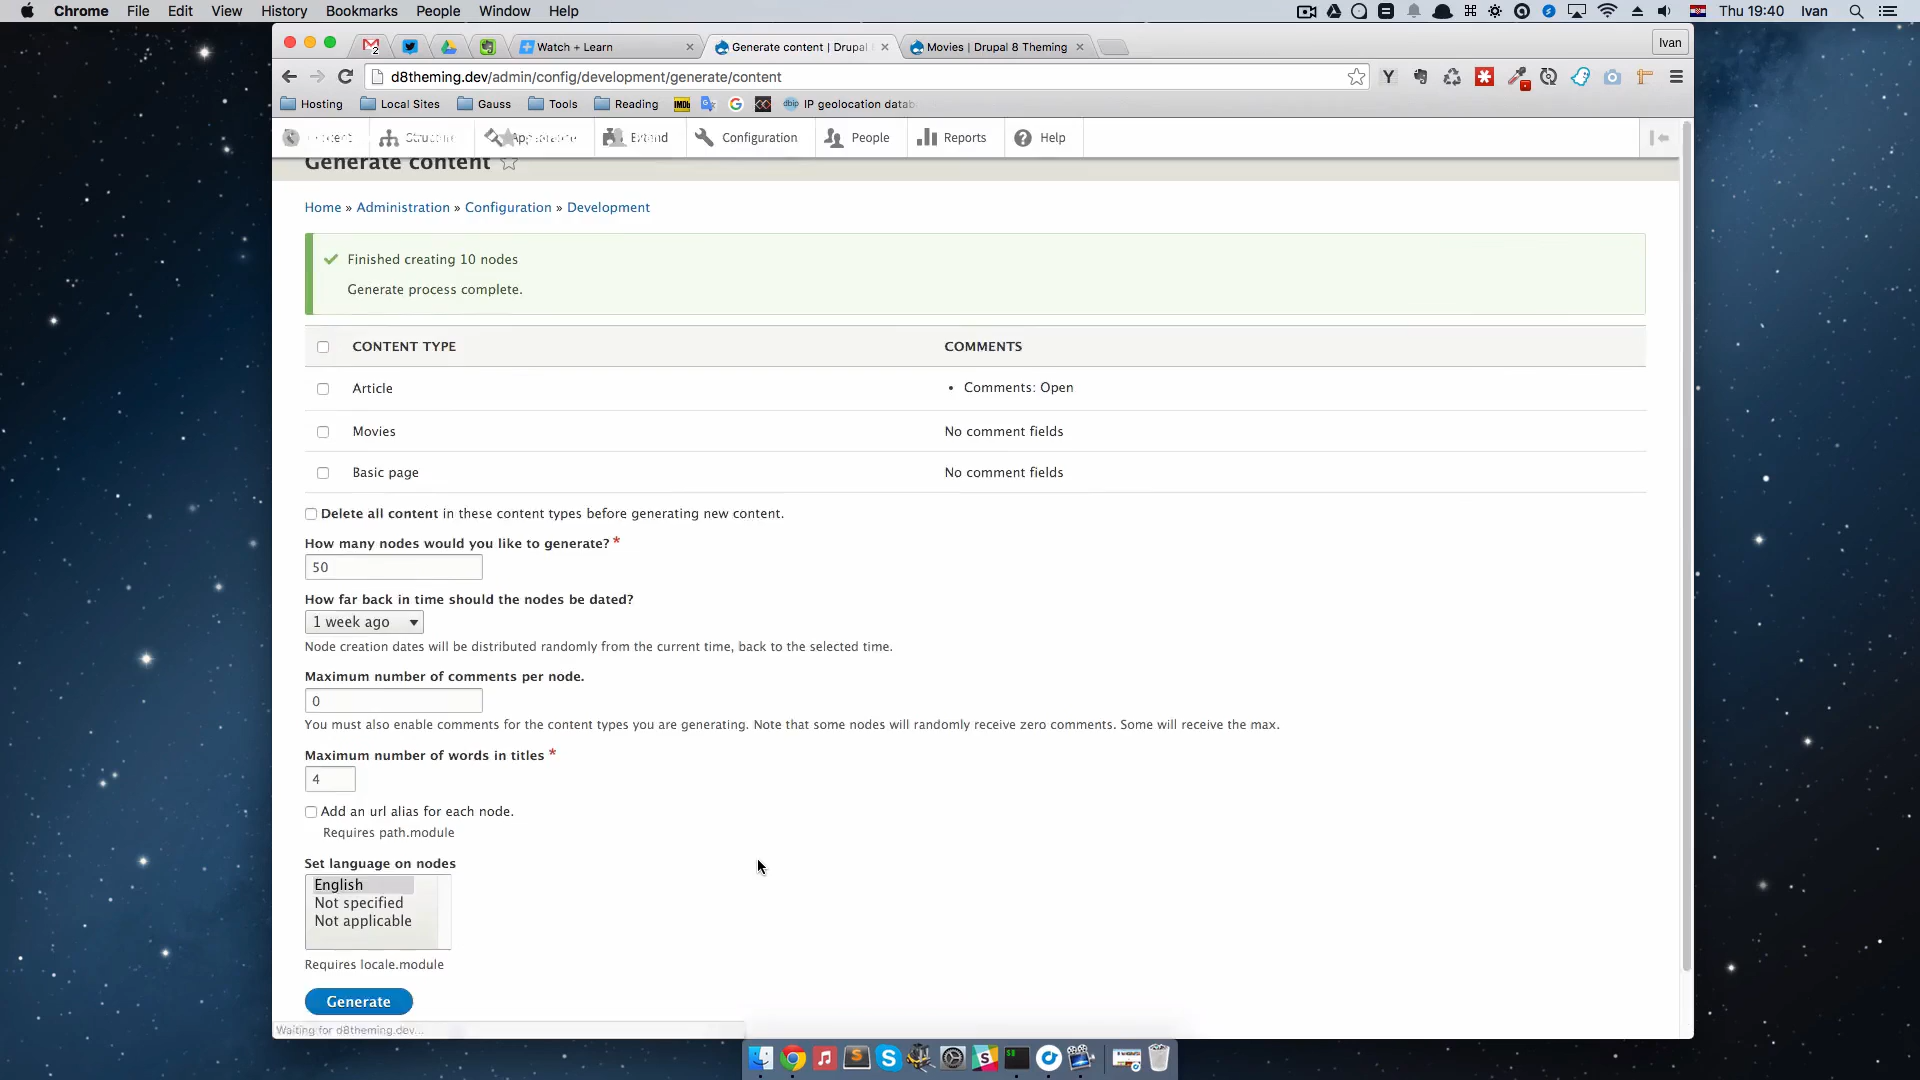 Chrome File Edit View History Bookmarks People Window Help Thu 19:40 Ivan
2 Watch + Learn Generate content | Drupal Movies | Drupal 8 Theming Ivan
d8theming.dev/admin/config/development/generate/content
Hosting Local Sites Gauss Tools Reading IMDb dbip IP geolocation datab
Structure Appearance Extend Configuration People Reports Help
Generate content
Home » Administration » Configuration » Development
Finished creating 10 nodes
Generate process complete.
CONTENT TYPE COMMENTS
Article • Comments: Open
Movies No comment fields
Basic page No comment fields
Delete all content in these content types before generating new content.
How many nodes would you like to generate? *
50
How far back in time should the nodes be dated?
1 week ago
Node creation dates will be distributed randomly from the current time, back to the selected time.
Maximum number of comments per node.
0
You must also enable comments for the content types you are generating. Note that some nodes will randomly receive zero comments. Some will receive the max.
Maximum number of words in titles *
4
Add an url alias for each node.
Requires path.module
Set language on nodes
English
Not specified
Not applicable
Requires locale.module
Generate
Waiting for d8theming.dev...